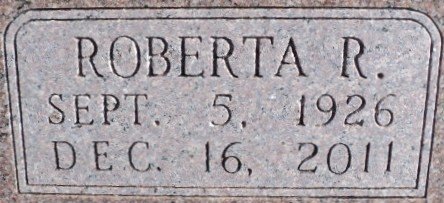 ROBERTA R.
SEPT. 5, 1926
DEC. 16, 2011